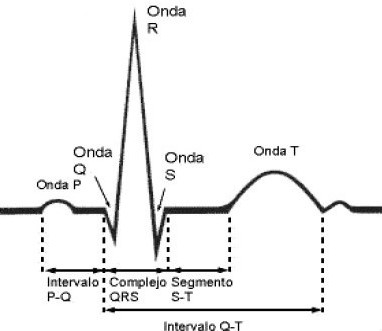 Onda
R
Onda
Q
Onda
S
Onda P
Onda T
Intervalo
P-Q
Complejo
QRS
Segmento
S-T
Intervalo Q-T